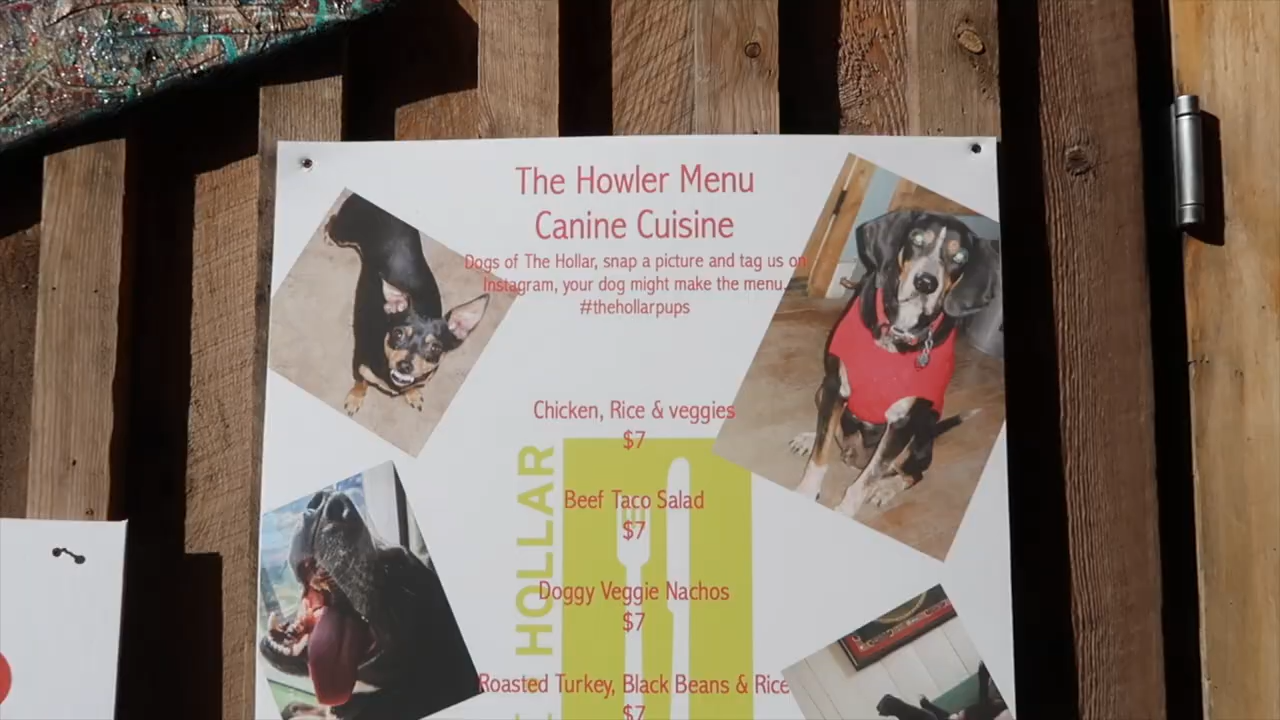 The Howler Menu
Canine Cuisine
Dogs of The Hollar, snap a picture and tag us on
Instagram, your dog might make the menu.
#thehollarpups
Chicken, Rice & veggies
$7
Beef Taco Salad
$7
Doggy Veggie Nachos
$7
Roasted Turkey, Black Beans & Rice
$7
HOLLAR